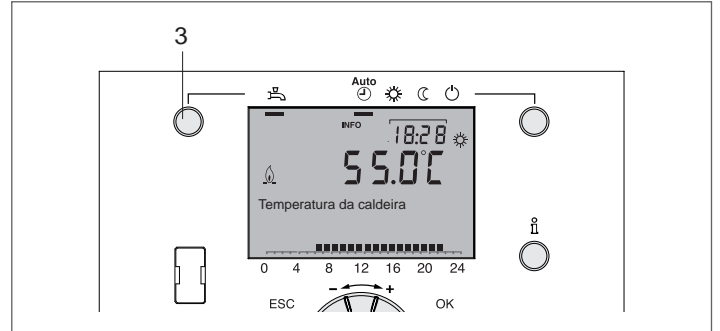 3
Auto
INFO
18:28
55.0°C
Temperatura da caldeira
0 4 8 12 16 20 24
- +
ESC OK